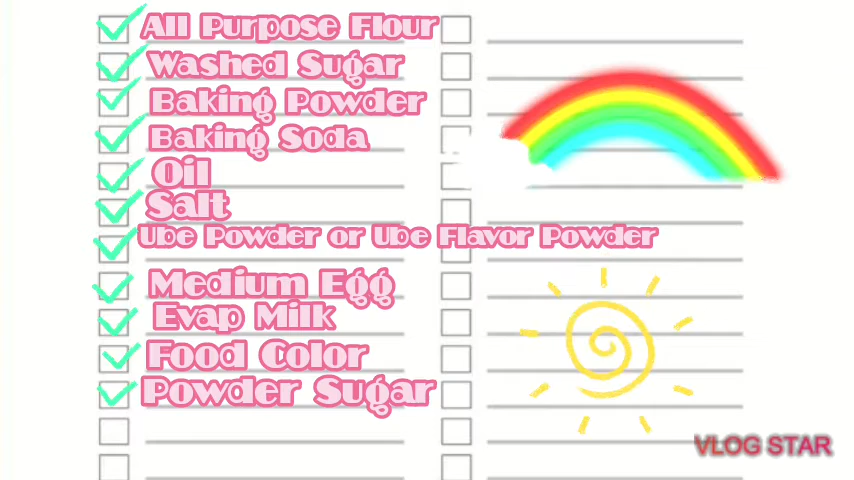 All Purpose Flour
Washed Sugar
Baking Powder
Baking Soda
Oil
Salt
Ube Powder or Ube Flavor Powder
Medium Egg
Evap Milk
Food Color
Powder Sugar
VLOG STAR